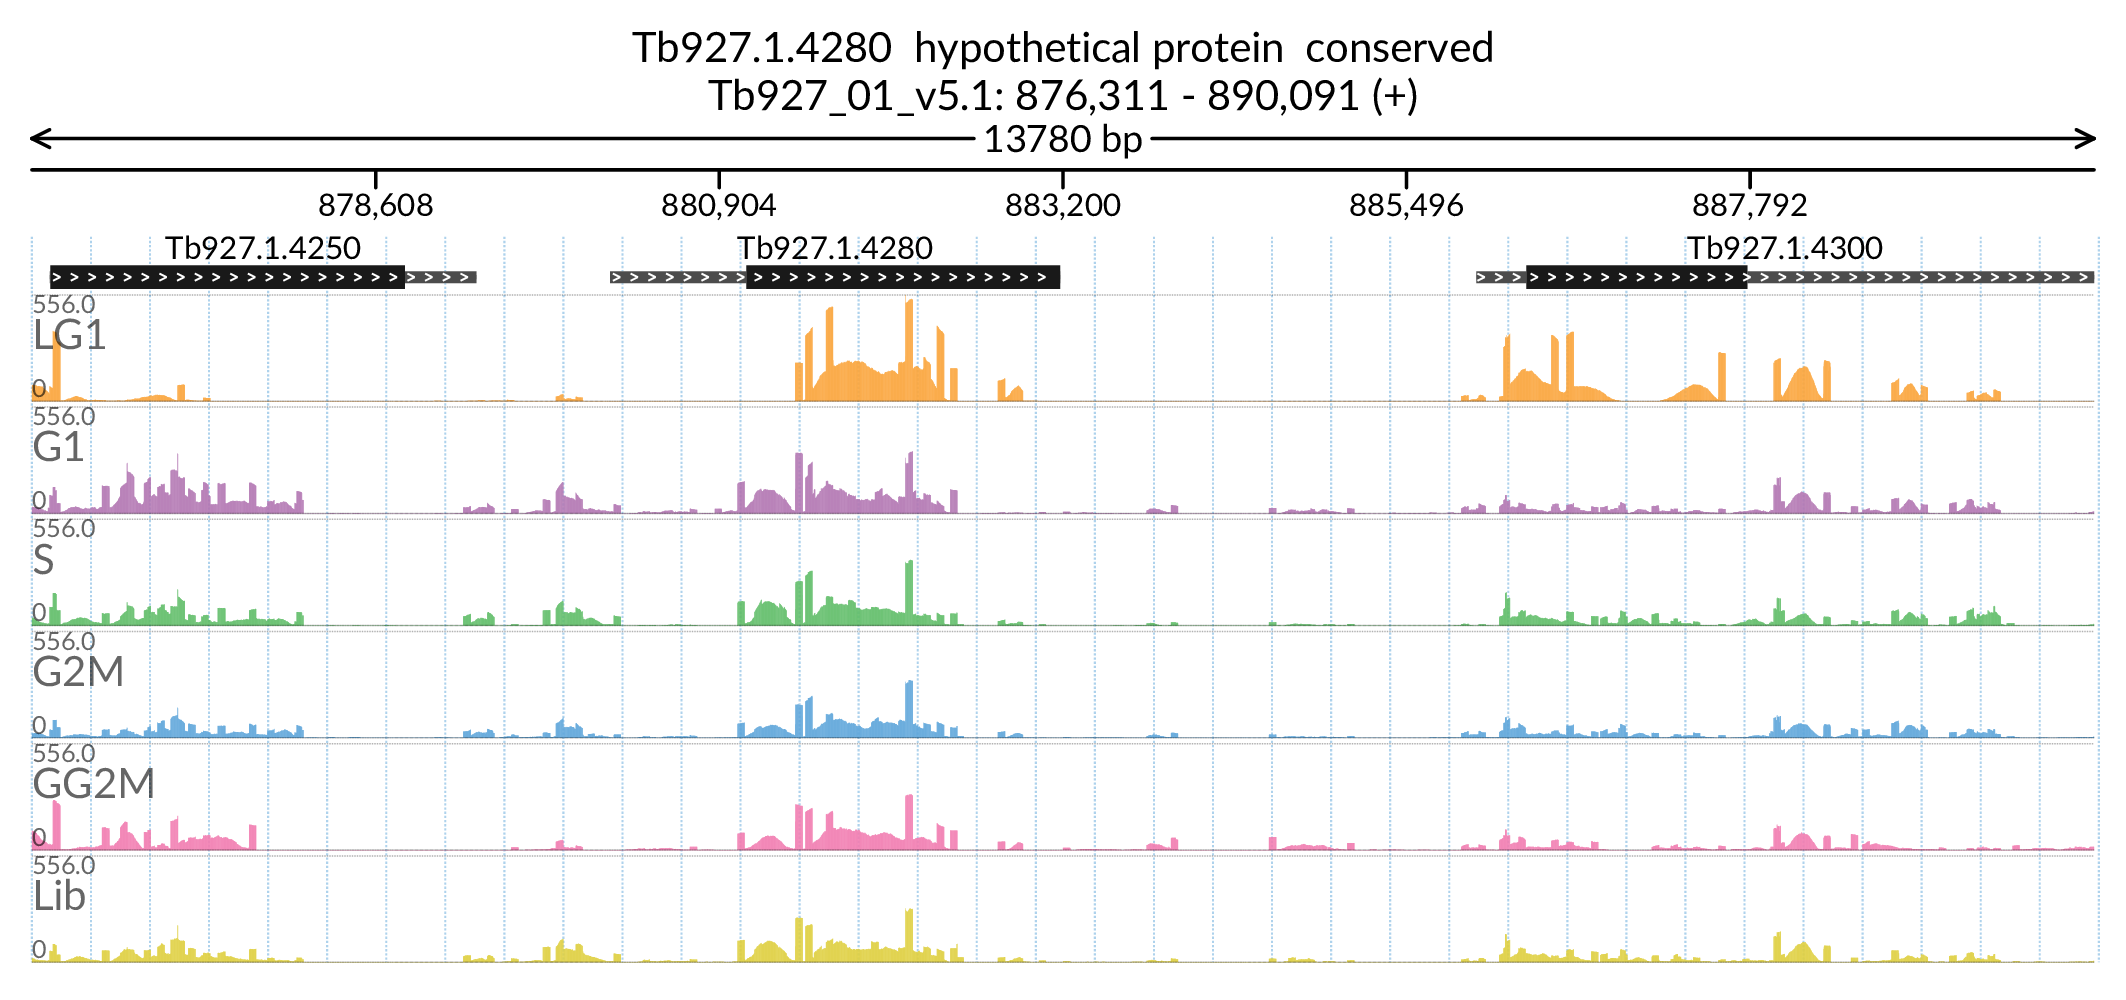 Tb927.1.4280 hypothetical protein conserved
Tb927_01_v5.1: 876,311 - 890,091 (+)
13780 bp
878,608 880,904 883,200 885,496 887,792
Tb927.1.4250 Tb927.1.4280 Tb927.1.4300
556.0
LG1
0
556.0
G1
0
556.0
S
0
556.0
G2M
0
556.0
GG2M
0
556.0
Lib
0